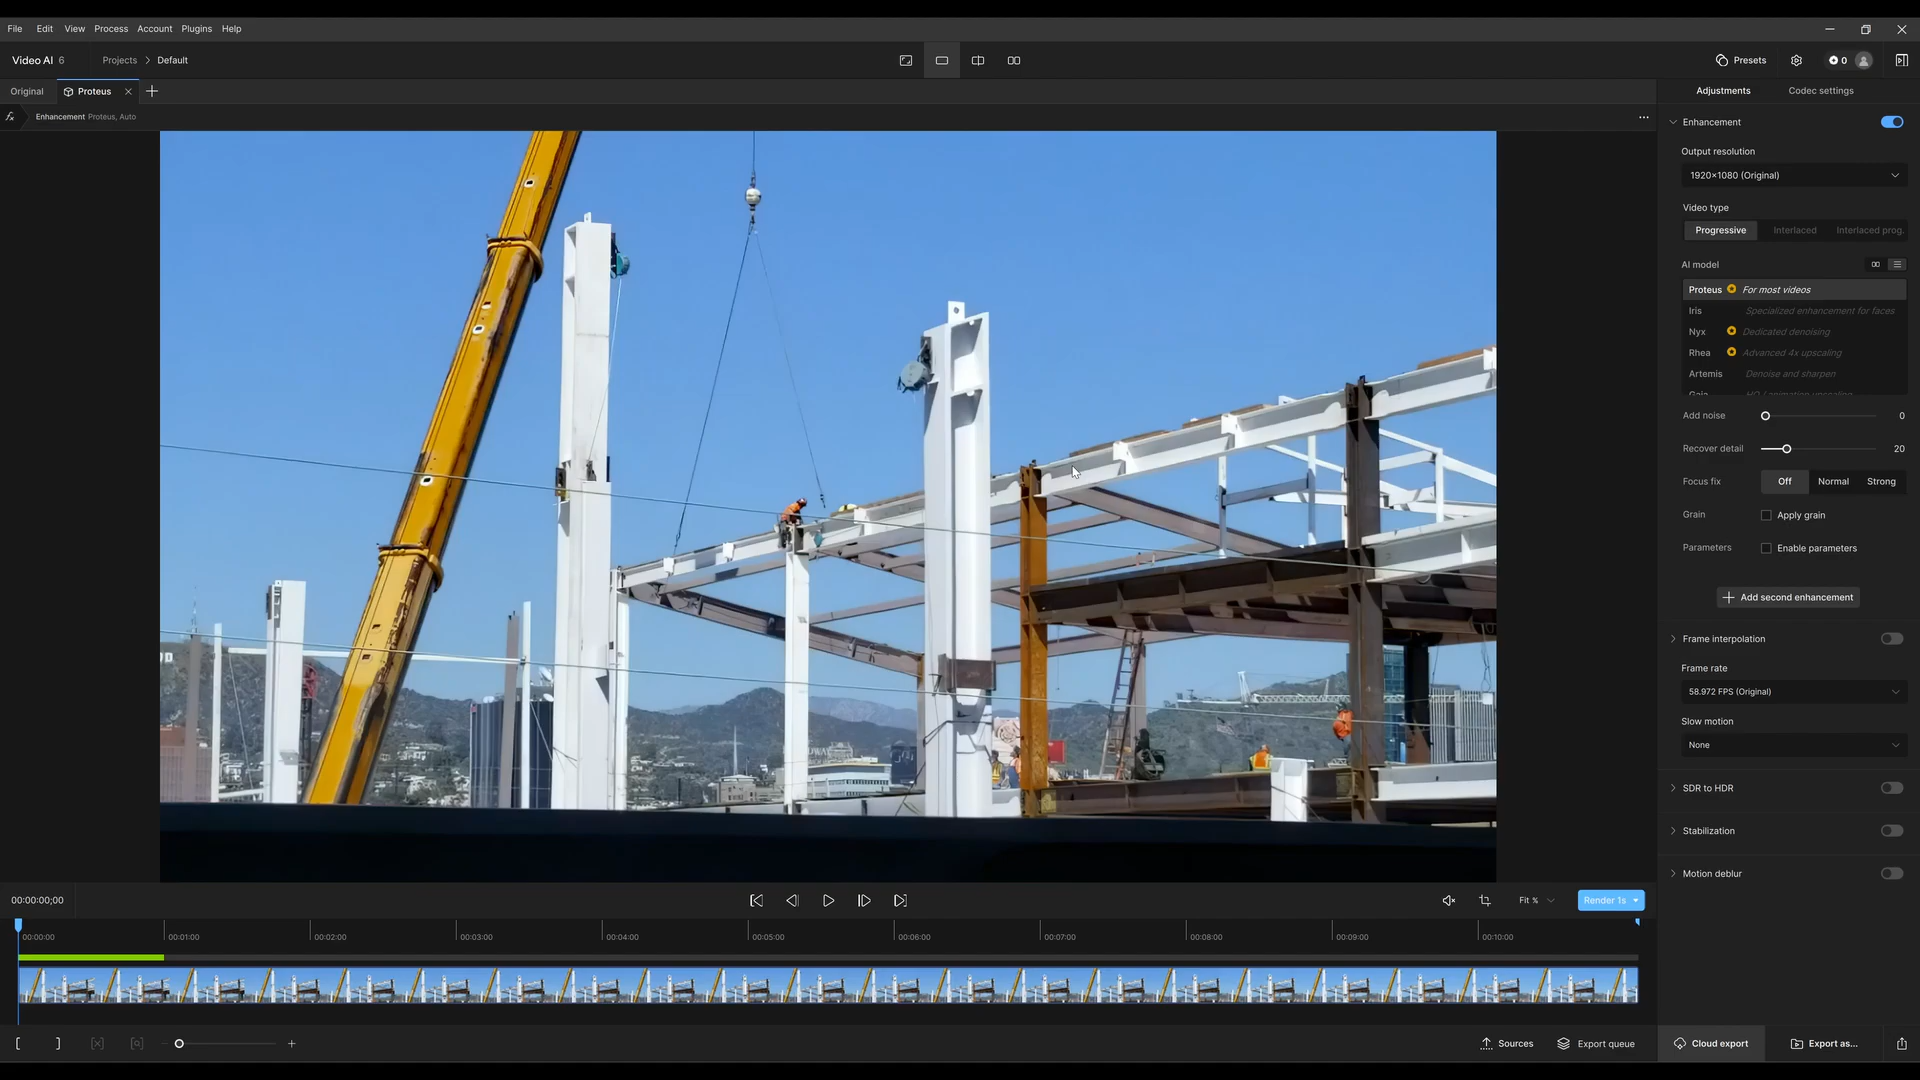 File Edit View Process Account Plugins Help
Video AI 6 Projects > Default Presets 0
Original Proteus
fx Enhancement Proteus, Auto
Adjustments Codec settings
Enhancement
Output resolution
1920×1080 (Original)
Video type
Progressive Interlaced Interlaced prog.
AI model
Proteus For most videos
Iris Specialized enhancement for faces
Nyx Dedicated denoising
Rhea Advanced 4x upscaling
Artemis Denoise and sharpen
Gaia HQ / animation upscaling
Add noise 0
Recover detail 20
Focus fix Off Normal Strong
Grain Apply grain
Parameters Enable parameters
Add second enhancement
Frame interpolation
Frame rate
58.972 FPS (Original)
Slow motion
None
SDR to HDR
Stabilization
Motion deblur
00:00:00;00 Fit % Render 1s
00:00:00 00:01:00 00:02:00 00:03:00 00:04:00 00:05:00 00:06:00 00:07:00 00:08:00 00:09:00 00:10:00
Sources Export queue Cloud export Export as...